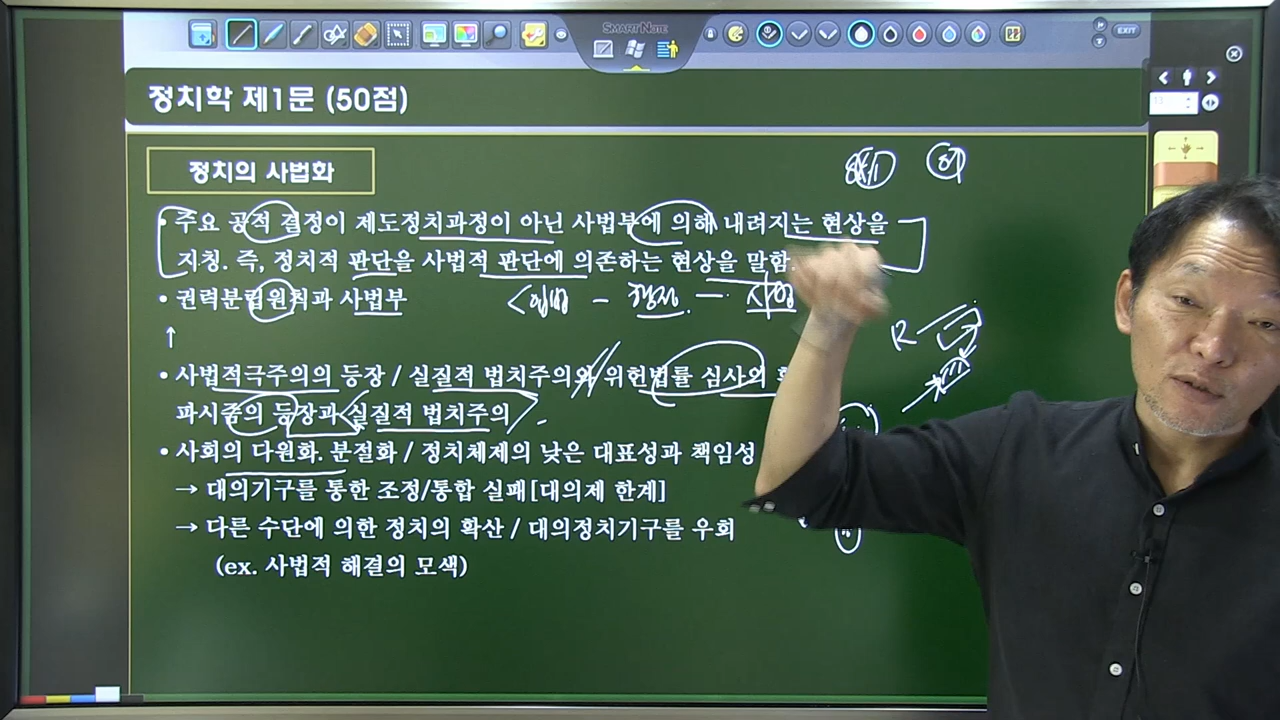 SMARTNOTE
EXIT
정치학 제1문 (50점)
정치의 사법화
• 주요 공적 결정이 제도정치과정이 아닌 사법부에 의해 내려지는 현상을
지칭. 즉, 정치적 판단을 사법적 판단에 의존하는 현상을 말함.
• 권력분립원칙과 사법부 < 입법 – 행정 –
↑
R
• 사법적극주의의 등장 / 실질적 법치주의와 위헌법률 심사의
파시즘의 등장과 실질적 법치주의
• 사회의 다원화. 분절화 / 정치체제의 낮은 대표성과 책임성
→ 대의기구를 통한 조정/통합 실패[대의제 한계]
→ 다른 수단에 의한 정치의 확산 / 대의정치기구를 우회
(ex. 사법적 해결의 모색)